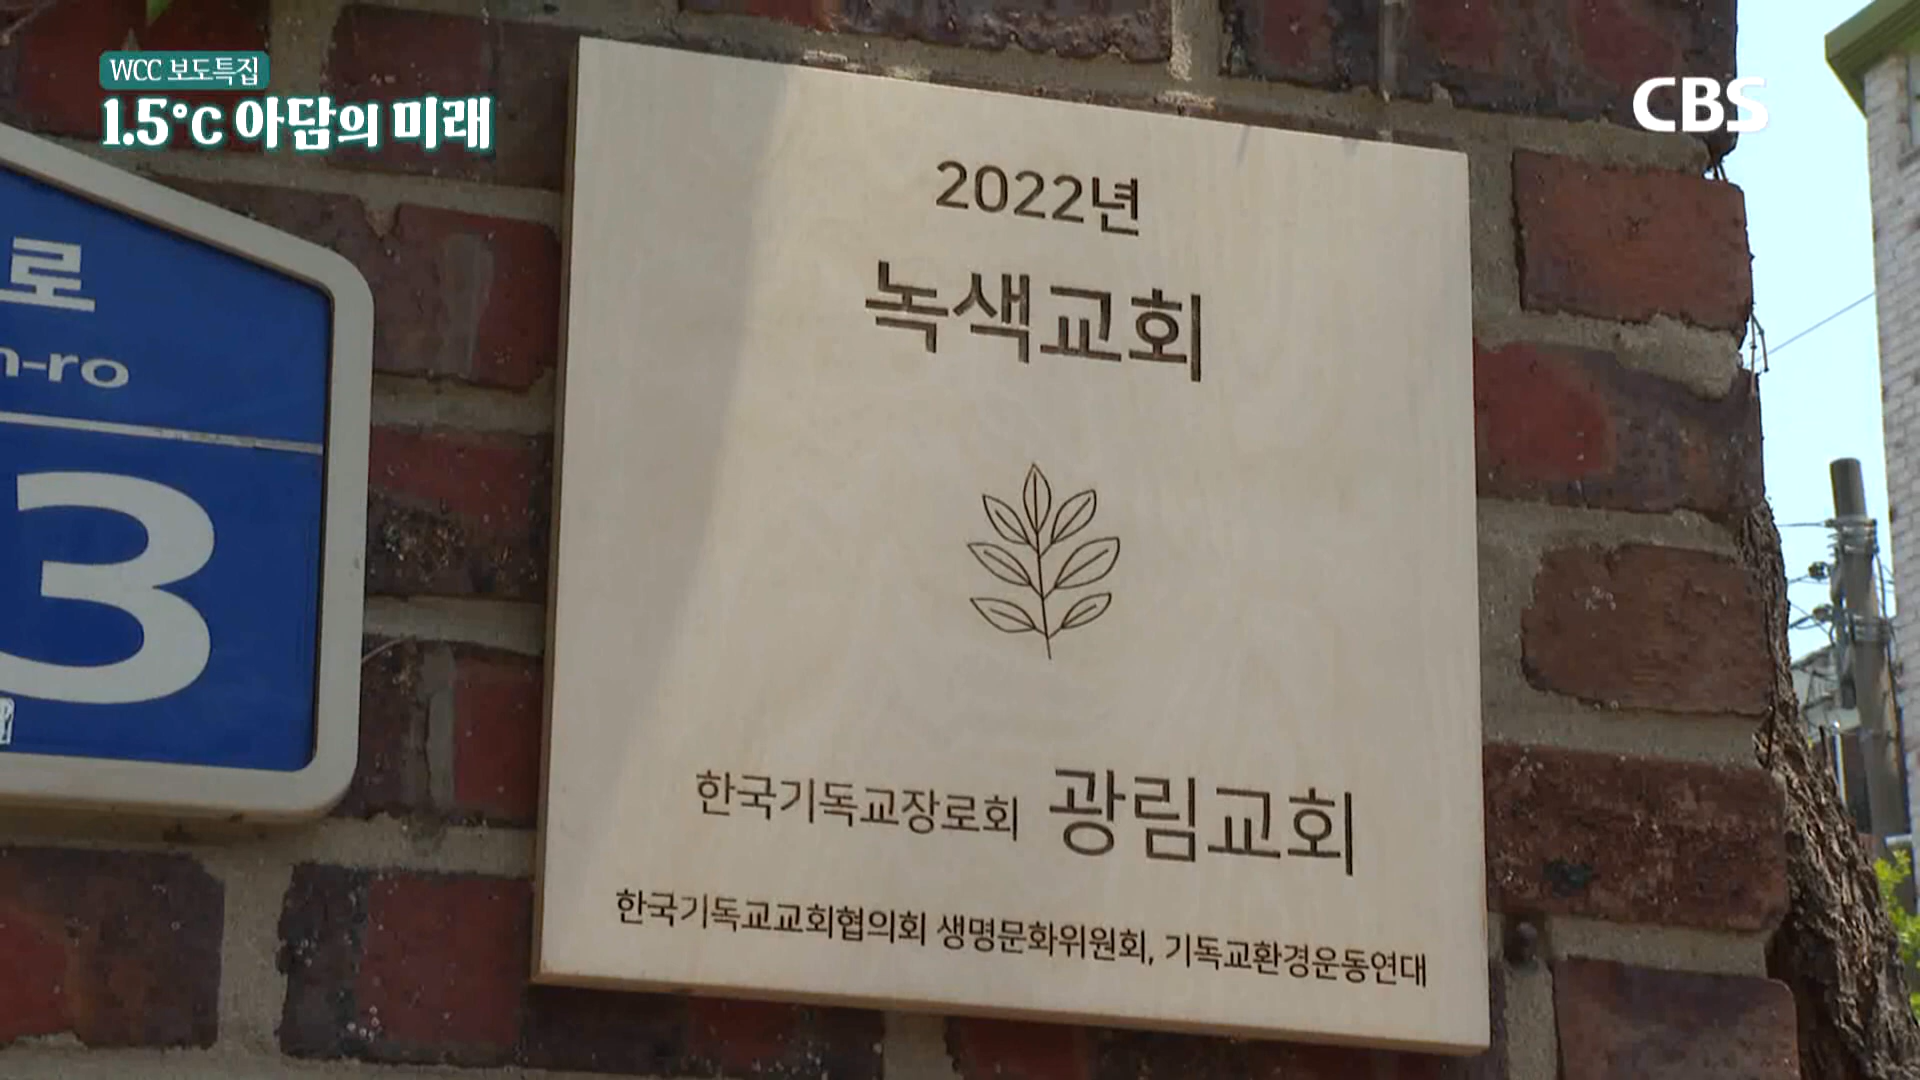 WCC 보도특집
1.5°C 아담의 미래
CBS
로
n-ro
3
2022년
녹색교회
한국기독교장로회 광림교회
한국기독교교회협의회 생명문화위원회, 기독교환경운동연대